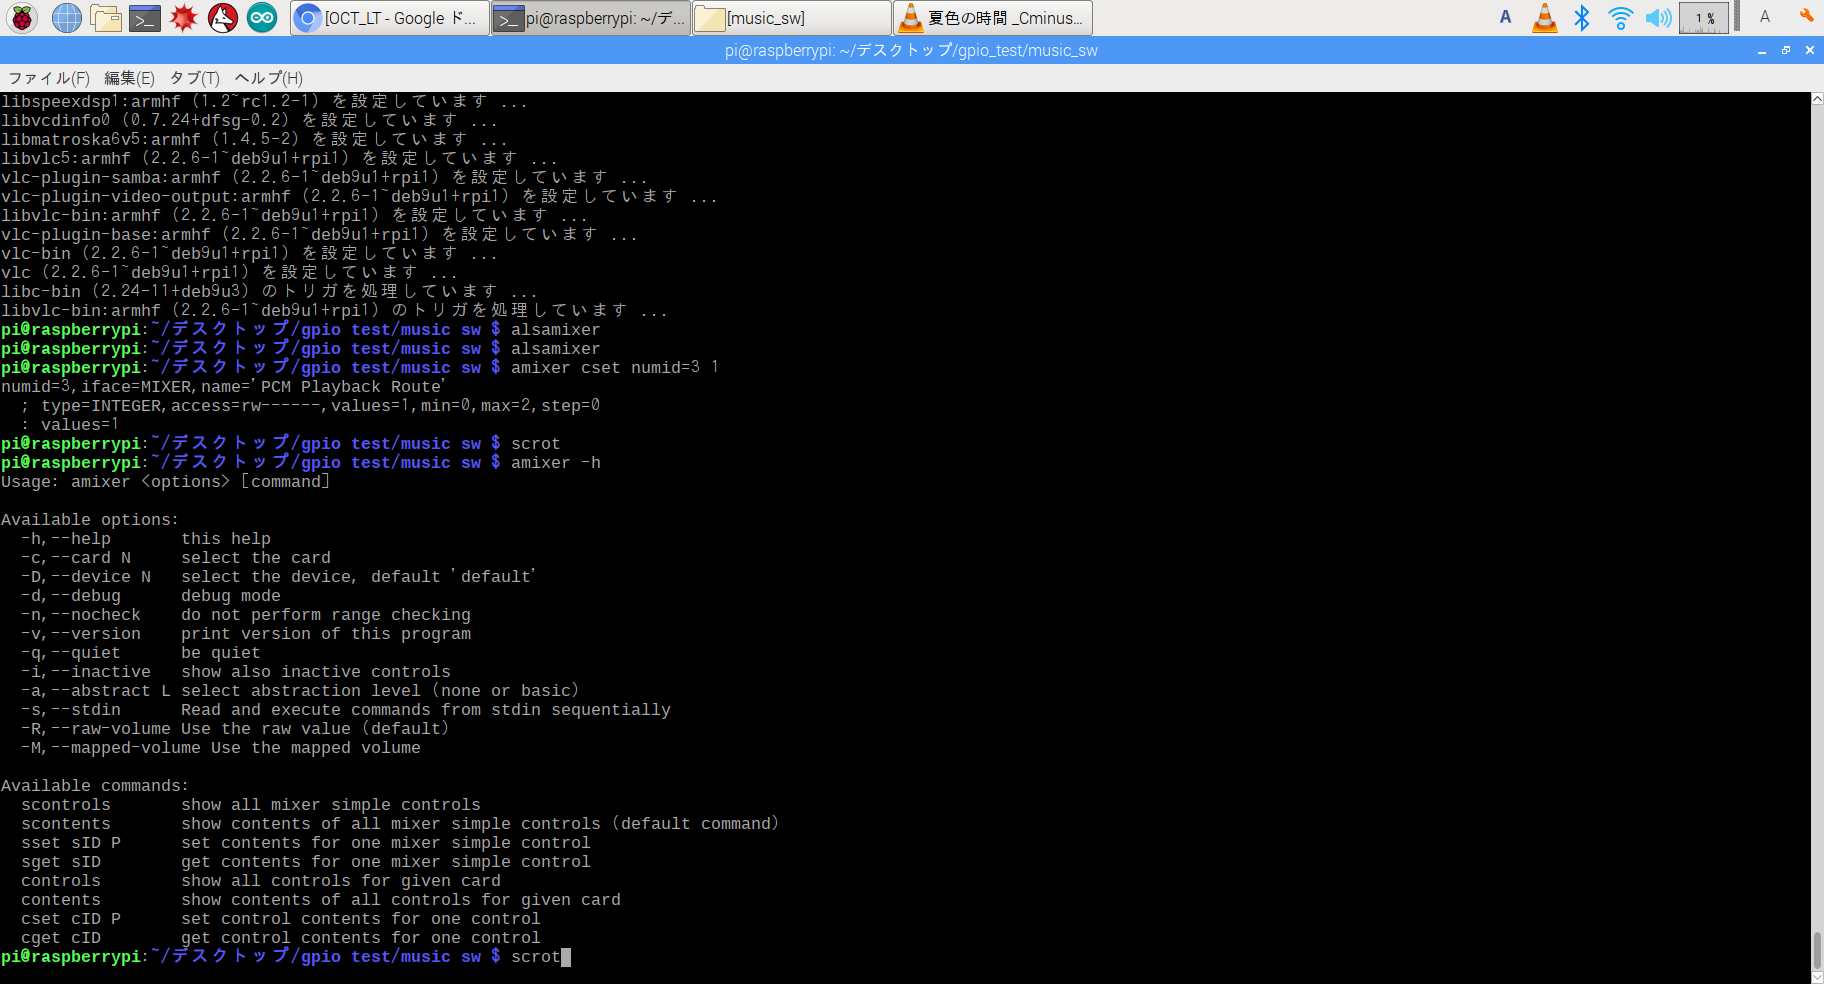 [OCT_LT - Google ド...
pi@raspberrypi: ~/デ...
[music_sw]
夏色の時間 _Cminus...
A
1 %
A
pi@raspberrypi: ~/デスクトップ/gpio_test/music_sw
ファイル(F) 編集(E) タブ(T) ヘルプ(H)
libspeexdsp1:armhf (1.2~rc1.2-1) を設定しています ...
libvcdinfo0 (0.7.24+dfsg-0.2) を設定しています ...
libmatroska6v5:armhf (1.4.5-2) を設定しています ...
libvlc5:armhf (2.2.6-1~deb9u1+rpi1) を設定しています ...
vlc-plugin-samba:armhf (2.2.6-1~deb9u1+rpi1) を設定しています ...
vlc-plugin-video-output:armhf (2.2.6-1~deb9u1+rpi1) を設定しています ...
libvlc-bin:armhf (2.2.6-1~deb9u1+rpi1) を設定しています ...
vlc-plugin-base:armhf (2.2.6-1~deb9u1+rpi1) を設定しています ...
vlc-bin (2.2.6-1~deb9u1+rpi1) を設定しています ...
vlc (2.2.6-1~deb9u1+rpi1) を設定しています ...
libc-bin (2.24-11+deb9u3) のトリガを処理しています ...
libvlc-bin:armhf (2.2.6-1~deb9u1+rpi1) のトリガを処理しています ...
pi@raspberrypi:~/デスクトップ/gpio test/music sw $ alsamixer
pi@raspberrypi:~/デスクトップ/gpio test/music sw $ alsamixer
pi@raspberrypi:~/デスクトップ/gpio test/music sw $ amixer cset numid=3 1
numid=3,iface=MIXER,name='PCM Playback Route'
; type=INTEGER,access=rw------,values=1,min=0,max=2,step=0
: values=1
pi@raspberrypi:~/デスクトップ/gpio test/music sw $ scrot
pi@raspberrypi:~/デスクトップ/gpio test/music sw $ amixer -h
Usage: amixer <options> [command]
Available options:
-h,--help this help
-c,--card N select the card
-D,--device N select the device, default 'default'
-d,--debug debug mode
-n,--nocheck do not perform range checking
-v,--version print version of this program
-q,--quiet be quiet
-i,--inactive show also inactive controls
-a,--abstract L select abstraction level (none or basic)
-s,--stdin Read and execute commands from stdin sequentially
-R,--raw-volume Use the raw value (default)
-M,--mapped-volume Use the mapped volume
Available commands:
scontrols show all mixer simple controls
scontents show contents of all mixer simple controls (default command)
sset sID P set contents for one mixer simple control
sget sID get contents for one mixer simple control
controls show all controls for given card
contents show contents of all controls for given card
cset cID P set control contents for one control
cget cID get control contents for one control
pi@raspberrypi:~/デスクトップ/gpio test/music sw $ scrot